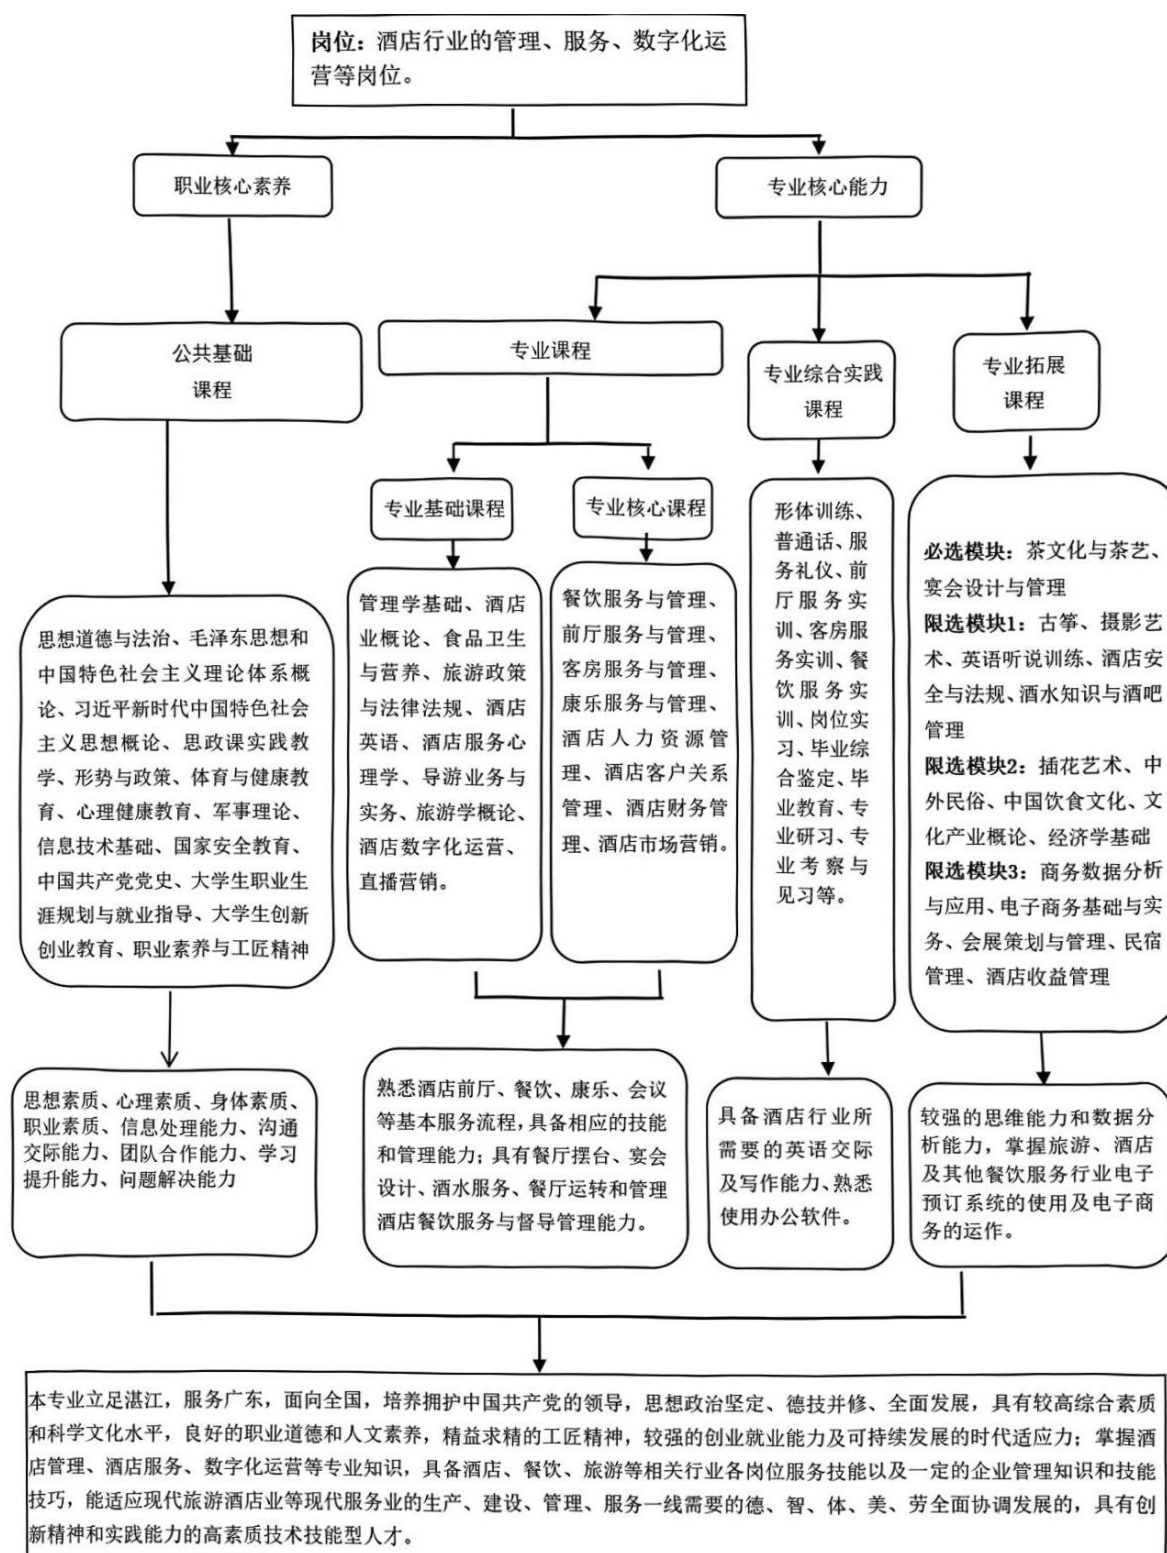 岗位：酒店行业的管理、服务、数字化运
营等岗位。
职业核心素养
专业核心能力
公共基础
课程
专业课程
专业综合实践
课程
专业拓展
课程
专业基础课程
专业核心课程
思想道德与法治、毛泽东思想和
中国特色社会主义理论体系概
论、习近平新时代中国特色社会
主义思想概论、思政课实践教
学、形势与政策、体育与健康教
育、心理健康教育、军事理论、
信息技术基础、国家安全教育、
中国共产党党史、大学生职业生
涯规划与就业指导、大学生创新
创业教育、职业素养与工匠精神
管理学基础、酒店
业概论、食品卫生
与营养、旅游政策
与法律法规、酒店
英语、酒店服务心
理学、导游业务与
实务、旅游学概论、
酒店数字化运营、
直播营销。
餐饮服务与管理、
前厅服务与管理、
客房服务与管理、
康乐服务与管理、
酒店人力资源管
理、酒店客户关系
管理、酒店财务管
理、酒店市场营销。
形体训练、
普通话、服
务礼仪、前
厅服务实
训、客房服
务实训、餐
饮服务实
训、岗位实
习、毕业综
合鉴定、毕
业教育、专
业研习、专
业考察与
见习等。
必选模块：茶文化与茶艺、
宴会设计与管理
限选模块1：古筝、摄影艺
术、英语听说训练、酒店安
全与法规、酒水知识与酒吧
管理
限选模块2：插花艺术、中
外民俗、中国饮食文化、文
化产业概论、经济学基础
限选模块3：商务数据分析
与应用、电子商务基础与实
务、会展策划与管理、民宿
管理、酒店收益管理
思想素质、心理素质、身体素质、
职业素质、信息处理能力、沟通
交际能力、团队合作能力、学习
提升能力、问题解决能力
熟悉酒店前厅、餐饮、康乐、会议
等基本服务流程，具备相应的技能
和管理能力；具有餐厅摆台、宴会
设计、酒水服务、餐厅运转和管理
酒店餐饮服务与督导管理能力。
具备酒店行业所
需要的英语交际
及写作能力、熟悉
使用办公软件。
较强的思维能力和数据分
析能力，掌握旅游、酒店
及其他餐饮服务行业电子
预订系统的使用及电子商
务的运作。
本专业立足湛江，服务广东，面向全国，培养拥护中国共产党的领导，思想政治坚定、德技并修、全面发展，具有较高综合素质
和科学文化水平，良好的职业道德和人文素养，精益求精的工匠精神，较强的创业就业能力及可持续发展的时代适应力；掌握酒
店管理、酒店服务、数字化运营等专业知识，具备酒店、餐饮、旅游等相关行业各岗位服务技能以及一定的企业管理知识和技能
技巧，能适应现代旅游酒店业等现代服务业的生产、建设、管理、服务一线需要的德、智、体、美、劳全面协调发展的，具有创
新精神和实践能力的高素质技术技能型人才。